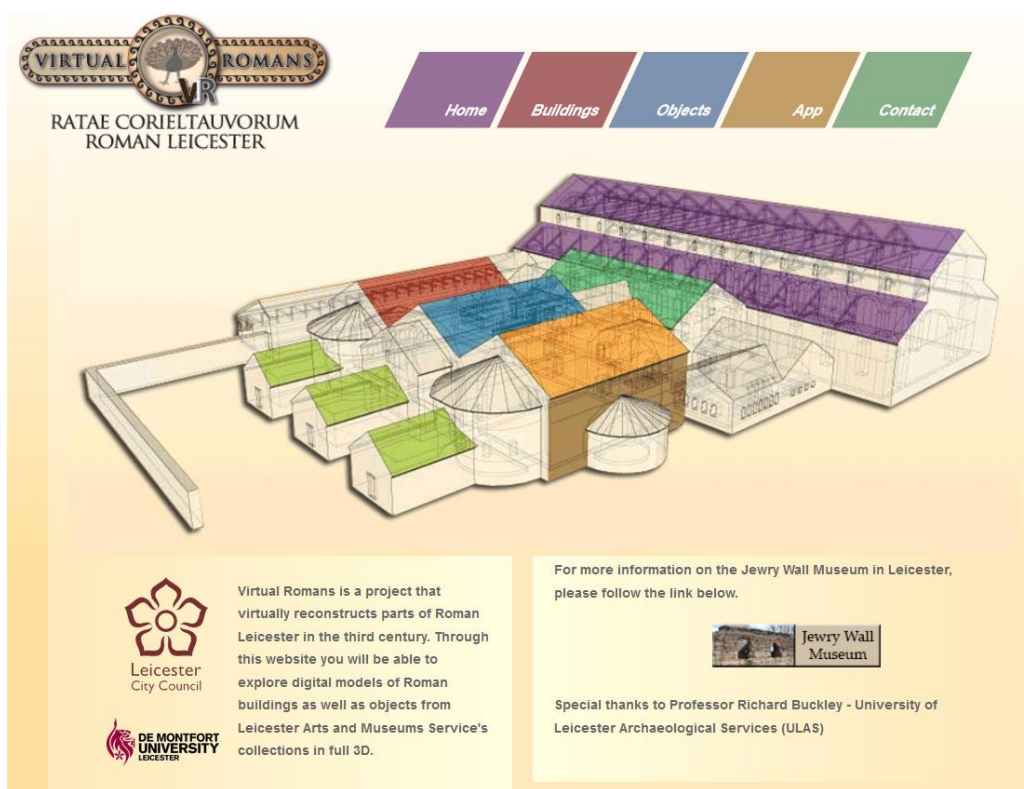 VIRTUAL ROMANS
VR
RATAE CORIELTAUVORUM
ROMAN LEICESTER
Home
Buildings
Objects
App
Contact
Leicester
City Council
DE MONTFORT
UNIVERSITY
LEICESTER
Virtual Romans is a project that
virtually reconstructs parts of Roman
Leicester in the third century. Through
this website you will be able to
explore digital models of Roman
buildings as well as objects from
Leicester Arts and Museums Service's
collections in full 3D.
For more information on the Jewry Wall Museum in Leicester,
please follow the link below.
Jewry Wall
Museum
Special thanks to Professor Richard Buckley - University of
Leicester Archaeological Services (ULAS)